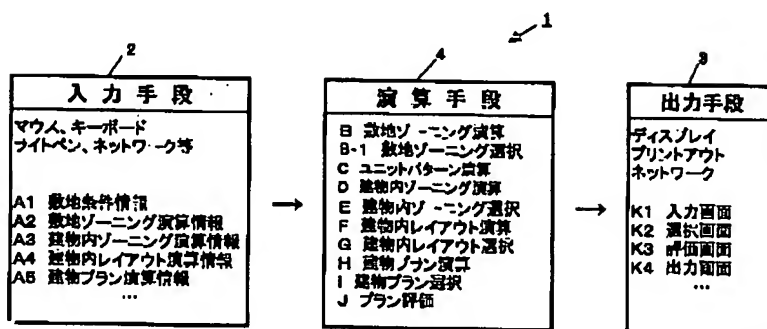 1
2
入力手段
マウス、キーボード
ライトペン、ネットワーク等
A1 敷地条件情報
A2 敷地ゾーニング演算情報
A3 建物内ゾーニング演算情報
A4 建物内レイアウト演算情報
A5 建物プラン演算情報
…
4
演算手段
B 敷地ゾーニング演算
B-1 敷地ゾーニング選択
C ユニットパターン演算
D 建物内ゾーニング演算
E 建物内ゾーニング選択
F 建物内レイアウト演算
G 建物内レイアウト選択
H 建物プラン演算
I 建物プラン選択
J プラン評価
3
出力手段
ディスプレイ
プリントアウト
ネットワーク
K1 入力画面
K2 選択画面
K3 評価画面
K4 出力画面
…